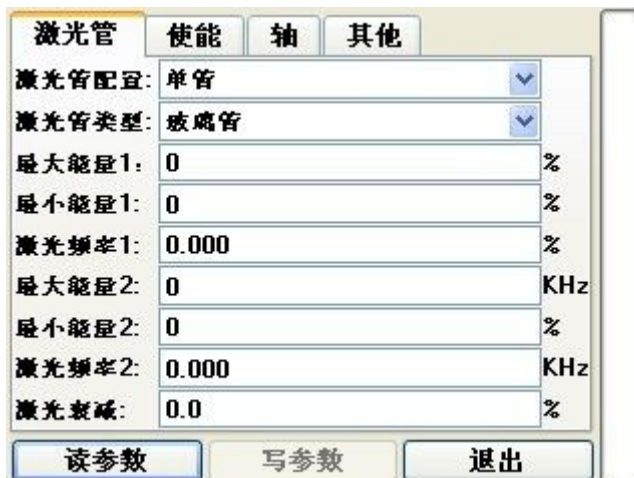 激光管 使能 轴 其他
激光管配置: 单管
激光管类型: 玻璃管
最大能量1: 0 %
最小能量1: 0 %
激光频率1: 0.000 %
最大能量2: 0 KHz
最小能量2: 0 %
激光频率2: 0.000 KHz
激光衰减: 0.0 %
读参数 写参数 退出